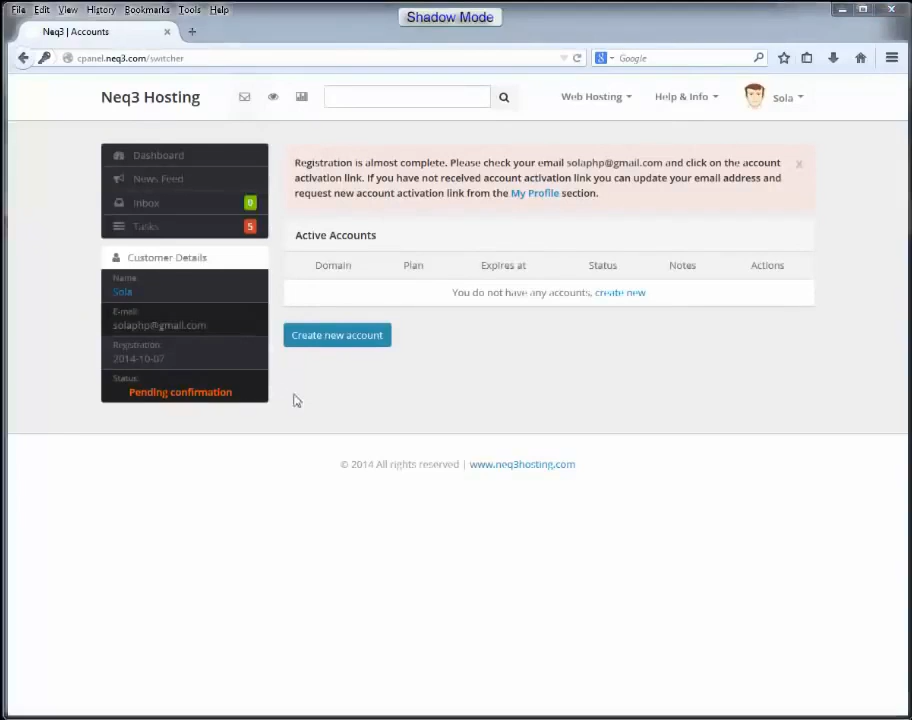 File Edit View History Bookmarks Tools Help
Shadow Mode
Neq3 | Accounts
cpanel.neq3.com/switcher
Google
Neq3 Hosting
Web Hosting
Help & Info
Sola
Dashboard
News Feed
Inbox 0
Tasks 5
Customer Details
Name:
Sola
E-mail:
solaphp@gmail.com
Registration:
2014-10-07
Status:
Pending confirmation
Registration is almost complete. Please check your email solaphp@gmail.com and click on the account
activation link. If you have not received account activation link you can update your email address and
request new account activation link from the My Profile section.
x
Active Accounts
Domain Plan Expires at Status Notes Actions
You do not have any accounts, create new
Create new account
© 2014 All rights reserved | www.neq3hosting.com